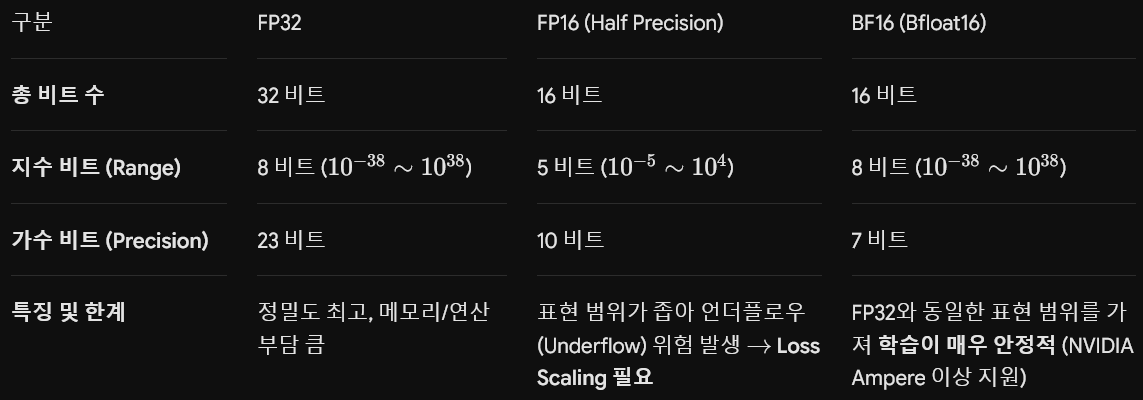 구분 FP32 FP16 (Half Precision) BF16 (Bfloat16)
총 비트 수 32 비트 16 비트 16 비트
지수 비트 (Range) 8 비트 (10⁻³⁸ ∼ 10³⁸) 5 비트 (10⁻⁵ ∼ 10⁴) 8 비트 (10⁻³⁸ ∼ 10³⁸)
가수 비트 (Precision) 23 비트 10 비트 7 비트
특징 및 한계
정밀도 최고, 메모리/연산
부담 큼
표현 범위가 좁아 언더플로우
(Underflow) 위험 발생 → Loss
Scaling 필요
FP32와 동일한 표현 범위를 가
져 학습이 매우 안정적 (NVIDIA
Ampere 이상 지원)